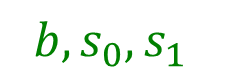 b, s₀, s₁